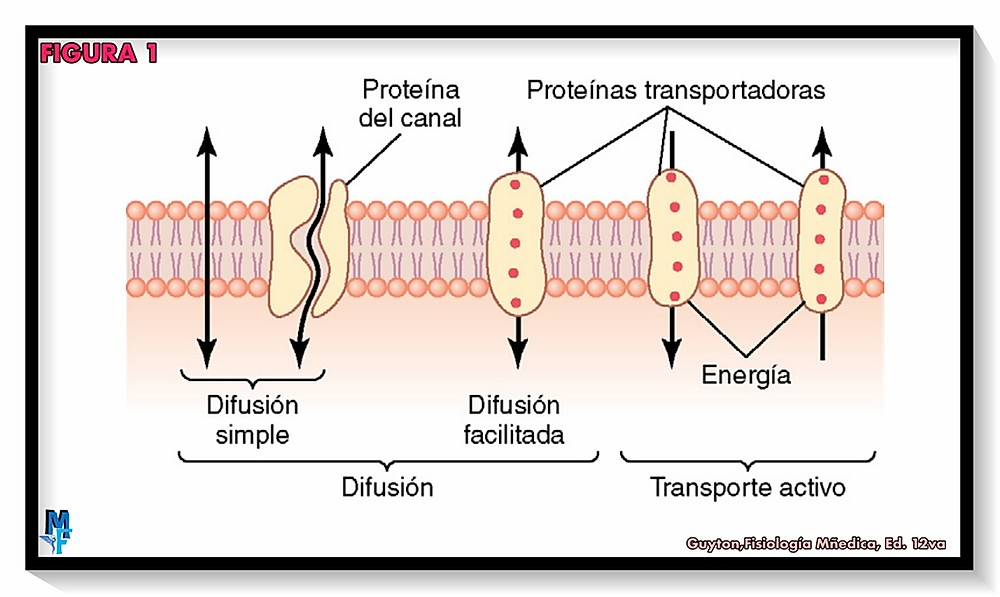 FIGURA 1
Proteína
del canal
Proteínas transportadoras
Energía
Difusión
simple
Difusión
facilitada
Difusión
Transporte activo
MF
Guyton,Fisiología Mñedica, Ed. 12va